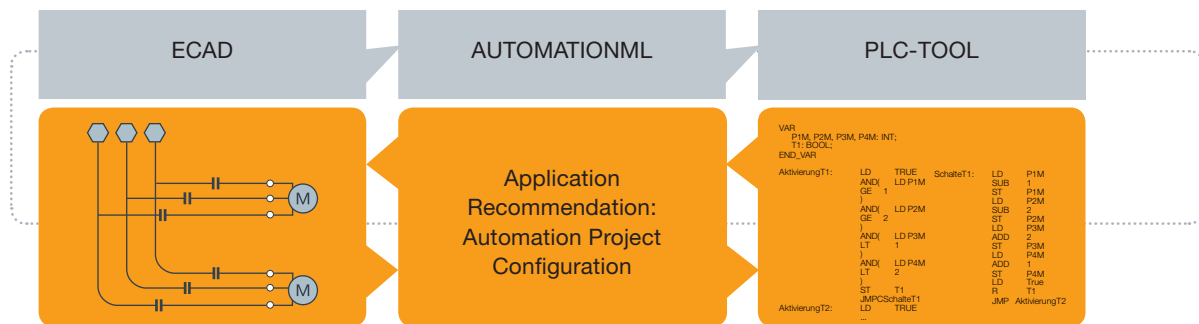 ECAD
AUTOMATIONML
PLC-TOOL
M
M
Application
Recommendation:
Automation Project
Configuration
VAR
P1M, P2M, P3M, P4M: INT;
T1: BOOL;
END_VAR
AktivierungT1: LD TRUE
AND( LD P1M
GE 1
)
AND( LD P2M
GE 2
)
AND( LD P3M
LT 1
)
AND( LD P4M
LT 2
)
ST T1
JMPCSchalteT1
AktivierungT2: LD TRUE
...
SchalteT1: LD P1M
SUB 1
ST P1M
LD P2M
SUB 2
ST P2M
LD P3M
ADD 2
ST P3M
LD P4M
ADD 1
ST P4M
LD True
R T1
JMP AktivierungT2